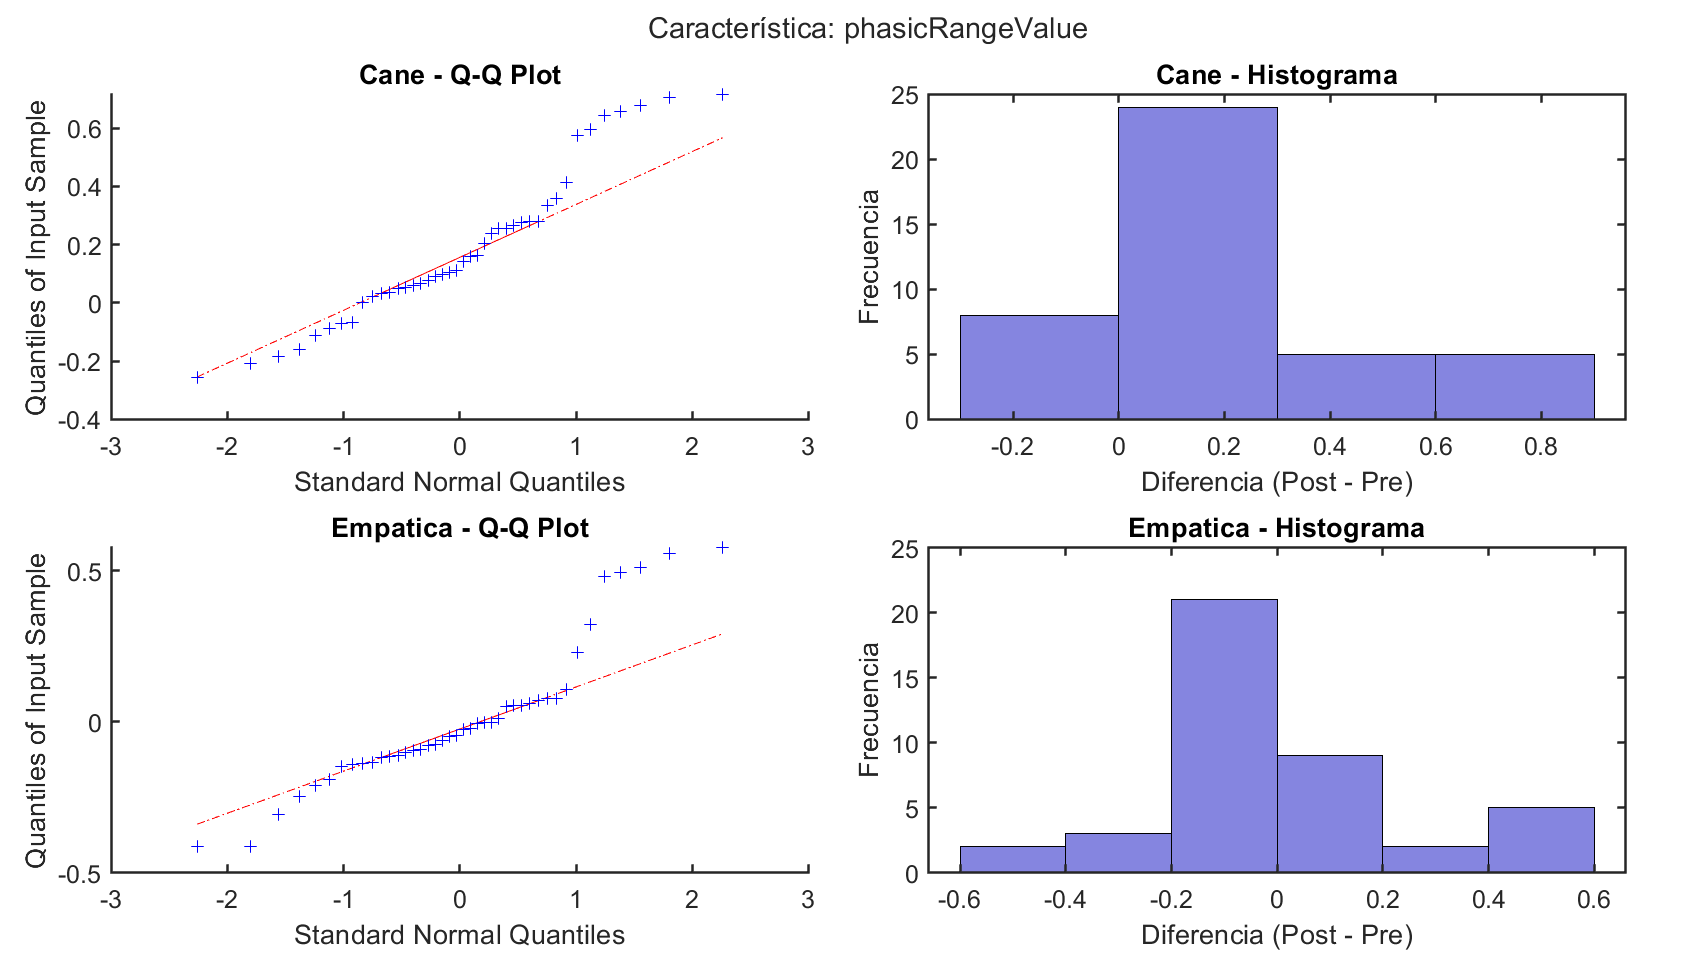 Característica: phasicRangeValue
Cane - Q-Q Plot
Quantiles of Input Sample
0.6
0.4
0.2
0
-0.2
-0.4
-3 -2 -1 0 1 2 3
Standard Normal Quantiles
Cane - Histograma
Frecuencia
25
20
15
10
5
0
-0.2 0 0.2 0.4 0.6 0.8
Diferencia (Post - Pre)
Empatica - Q-Q Plot
Quantiles of Input Sample
0.5
0
-0.5
-3 -2 -1 0 1 2 3
Standard Normal Quantiles
Empatica - Histograma
Frecuencia
25
20
15
10
5
0
-0.6 -0.4 -0.2 0 0.2 0.4 0.6
Diferencia (Post - Pre)